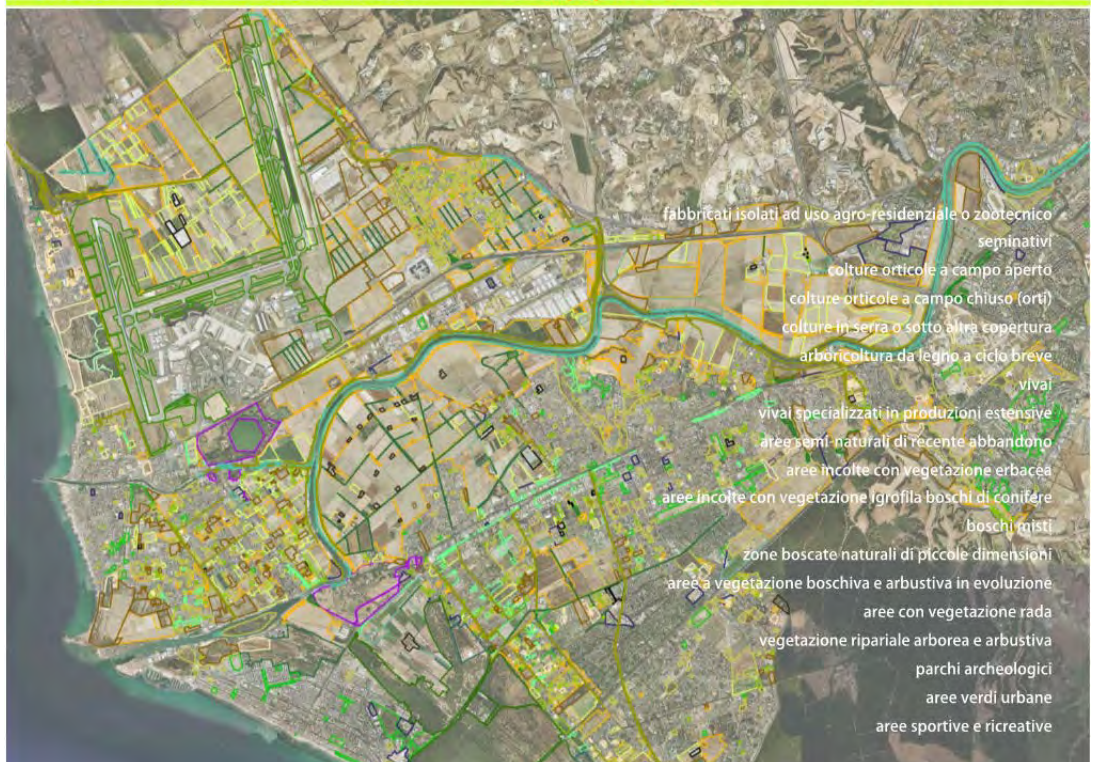 fabbricati isolati ad uso agro-residenziale o zootecnico
seminativi
colture orticole a campo aperto
colture orticole a campo chiuso (orti)
colture in serra o sotto altra copertura
arboricoltura da legno a ciclo breve
vivai
vivai specializzati in produzioni estensive
aree semi-naturali di recente abbandono
aree incolte con vegetazione erbacea
aree incolte con vegetazione igrofila boschi di conifere
boschi misti
zone boscate naturali di piccole dimensioni
aree a vegetazione boschiva e arbustiva in evoluzione
aree con vegetazione rada
vegetazione ripariale arborea e arbustiva
parchi archeologici
aree verdi urbane
aree sportive e ricreative